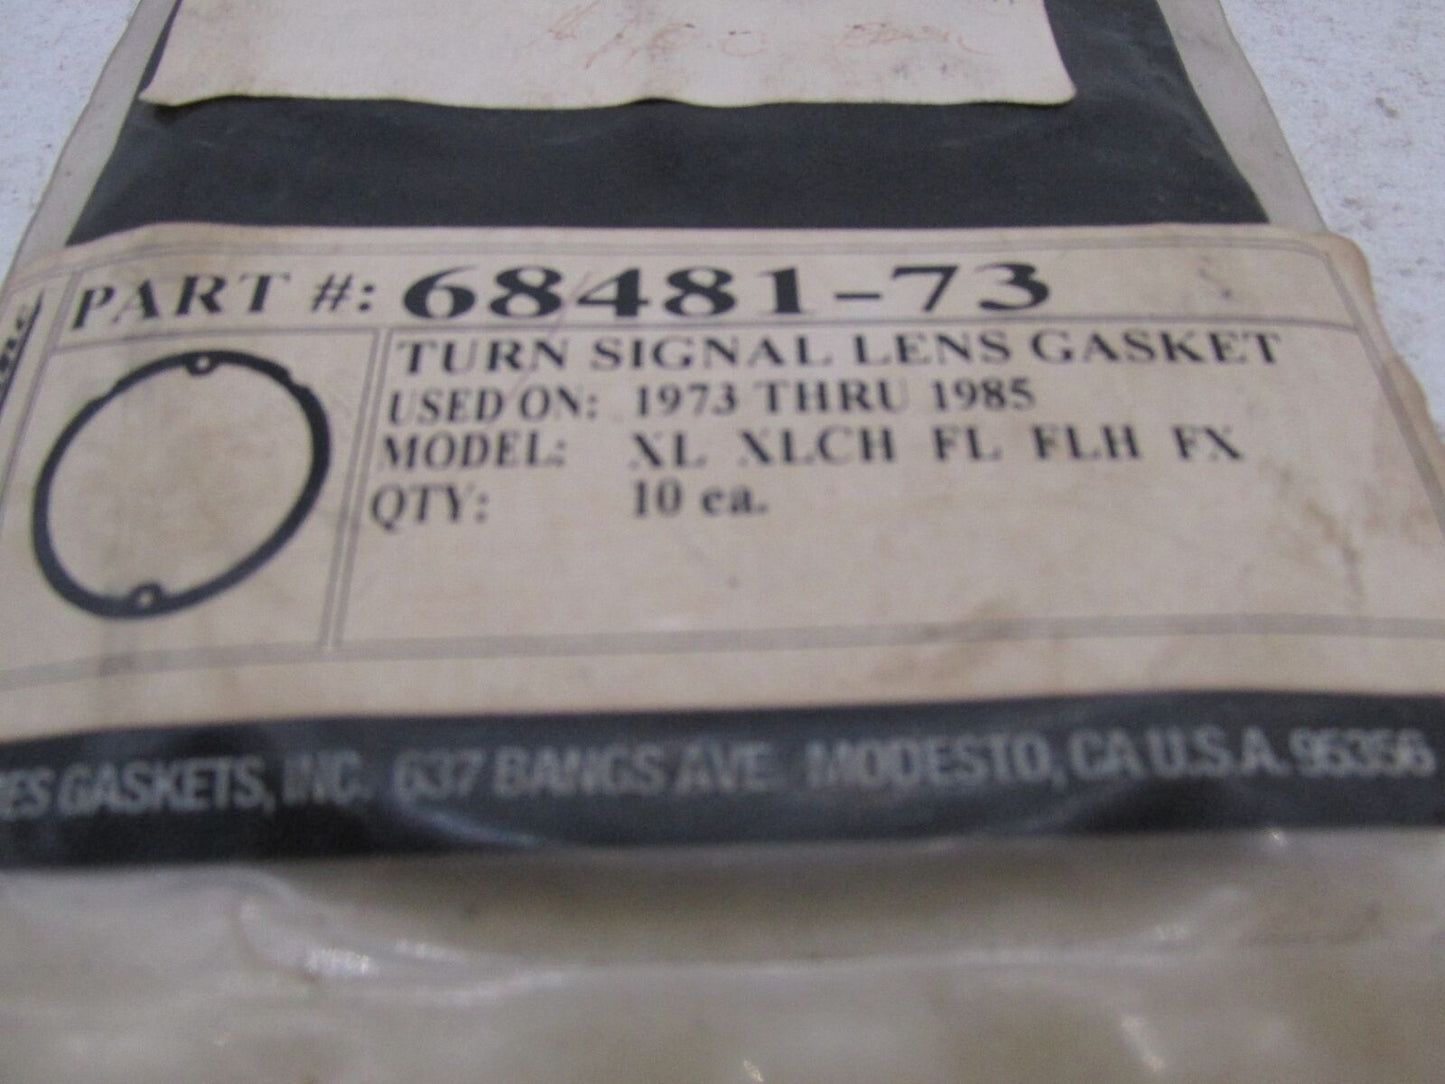 PART #: 68481-73
TURN SIGNAL LENS GASKET
USED ON: 1973 THRU 1985
MODEL: XL XLCH FL FLH FX
QTY: 10 ea.
ES GASKETS, INC. 637 BANGS AVE MODESTO, CA U.S.A. 95356